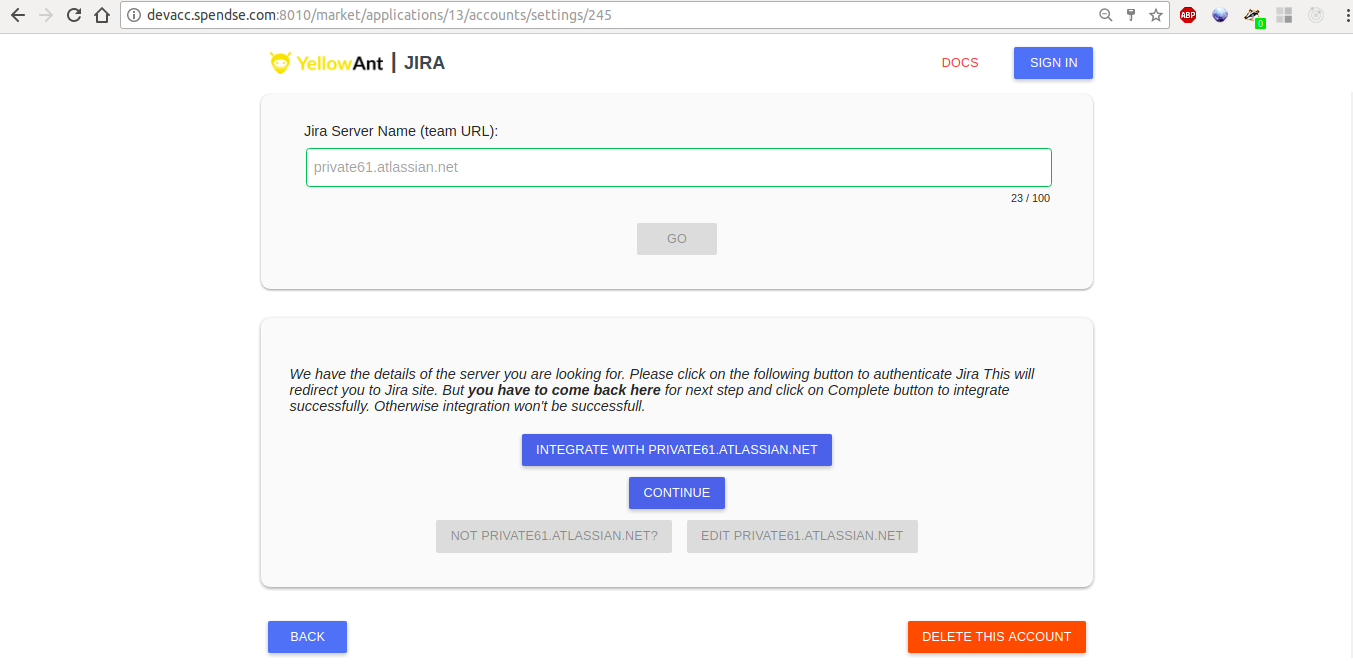 devacc.spendse.com:8010/market/applications/13/accounts/settings/245
ABP
0
YellowAnt | JIRA
DOCS
SIGN IN
Jira Server Name (team URL):
private61.atlassian.net
23 / 100
GO
We have the details of the server you are looking for. Please click on the following button to authenticate Jira This will
redirect you to Jira site. But you have to come back here for next step and click on Complete button to integrate
successfully. Otherwise integration won't be successfull.
INTEGRATE WITH PRIVATE61.ATLASSIAN.NET
CONTINUE
NOT PRIVATE61.ATLASSIAN.NET?
EDIT PRIVATE61.ATLASSIAN.NET
BACK
DELETE THIS ACCOUNT